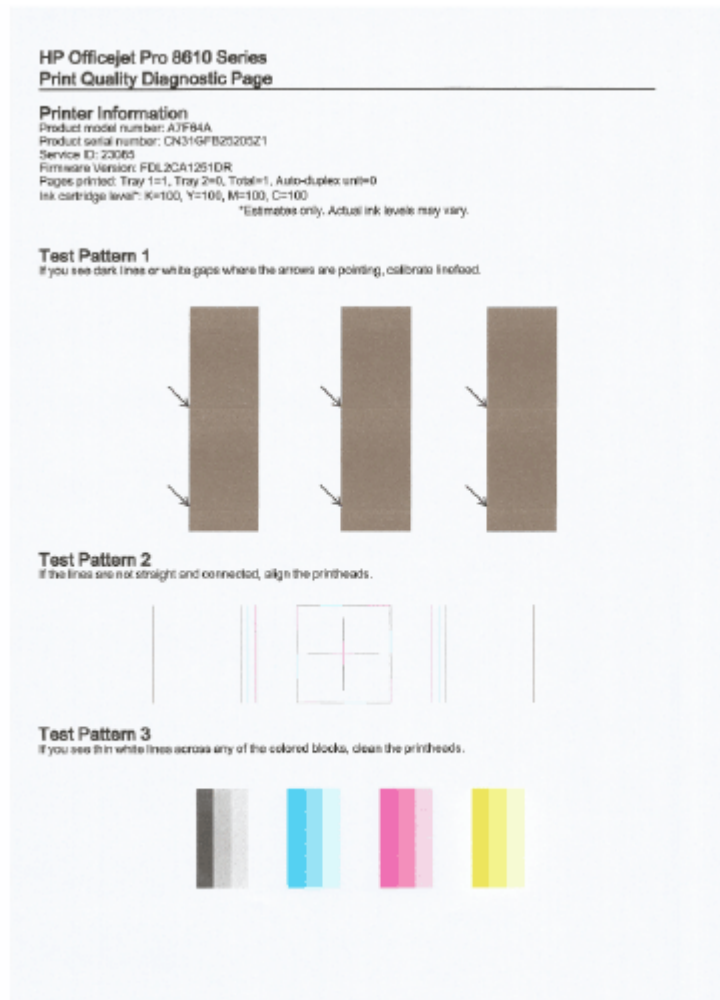 HP Officejet Pro 8610 Series
Print Quality Diagnostic Page
Printer Information
Product model number: A7F64A
Product serial number: CN31GFB25205Z1
Service ID: 23065
Firmware Version: FDL2CA1251DR
Pages printed: Tray 1=1, Tray 2=0, Total=1, Auto-duplex unit=0
Ink cartridge level*: K=100, Y=100, M=100, C=100
*Estimates only. Actual ink levels may vary.
Test Pattern 1
If you see dark lines or white gaps where the arrows are pointing, calibrate linefeed.
Test Pattern 2
If the lines are not straight and connected, align the printheads.
Test Pattern 3
If you see thin white lines across any of the colored blocks, clean the printheads.